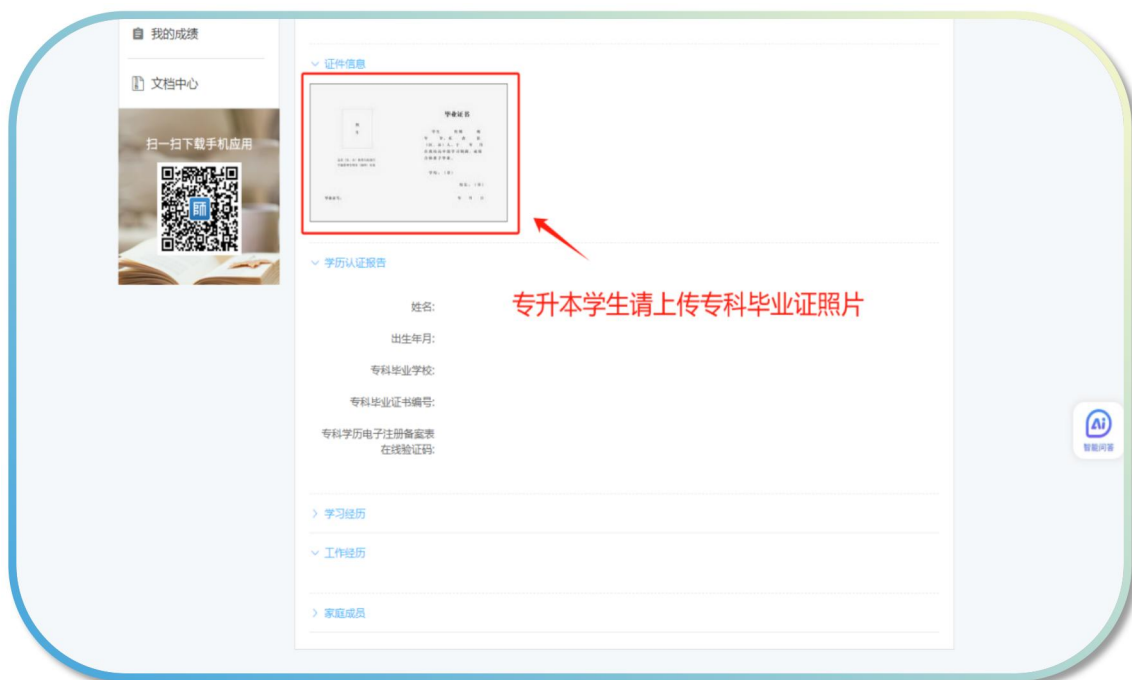 我的成绩
文档中心
扫一扫下载手机应用
師
证件信息
毕业证书
学历认证报告
专升本学生请上传专科毕业证照片
姓名:
出生年月:
专科毕业学校:
专科毕业证书编号:
专科学历电子注册备案表
在线验证码:
学习经历
工作经历
家庭成员
Ai
智能问答